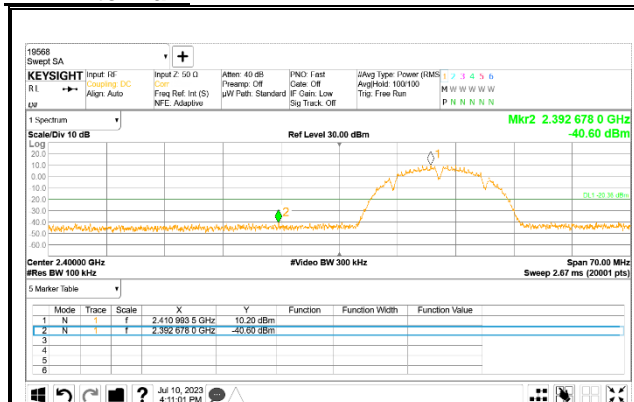 19568
Swept SA
+
KEYSIGHT Input: RF Input Z: 50 Ω Atten: 40 dB PNO: Fast #Avg Type: Power (RMS 1 2 3 4 5 6
RL Coupling: DC Corr Preamp: Off Gate: Off Avg|Hold: 100/100 M W W W W W
Align: Auto Freq Ref: Int (S) µW Path: Standard IF Gain: Low Trig: Free Run
NFE: Adaptive Sig Track: Off P N N N N N
1 Spectrum Mkr2 2.392 678 0 GHz
Scale/Div 10 dB Ref Level 30.00 dBm -40.60 dBm
Log
20.0 1
10.0
0.00
10.0
20.0
30.0
40.0 2
50.0
-60.0
Center 2.40000 GHz #Video BW 300 kHz Span 70.00 MHz
#Res BW 100 kHz Sweep 2.67 ms (20001 pts)
5 Marker Table
Mode Trace Scale X Y Function Function Width Function Value
1 N 1 f 2.410 993 5 GHz 10.20 dBm
2 N 1 f 2.392 678 0 GHz -40.60 dBm
3
4
5
6
? Jul 10, 2023
4:11:01 PM